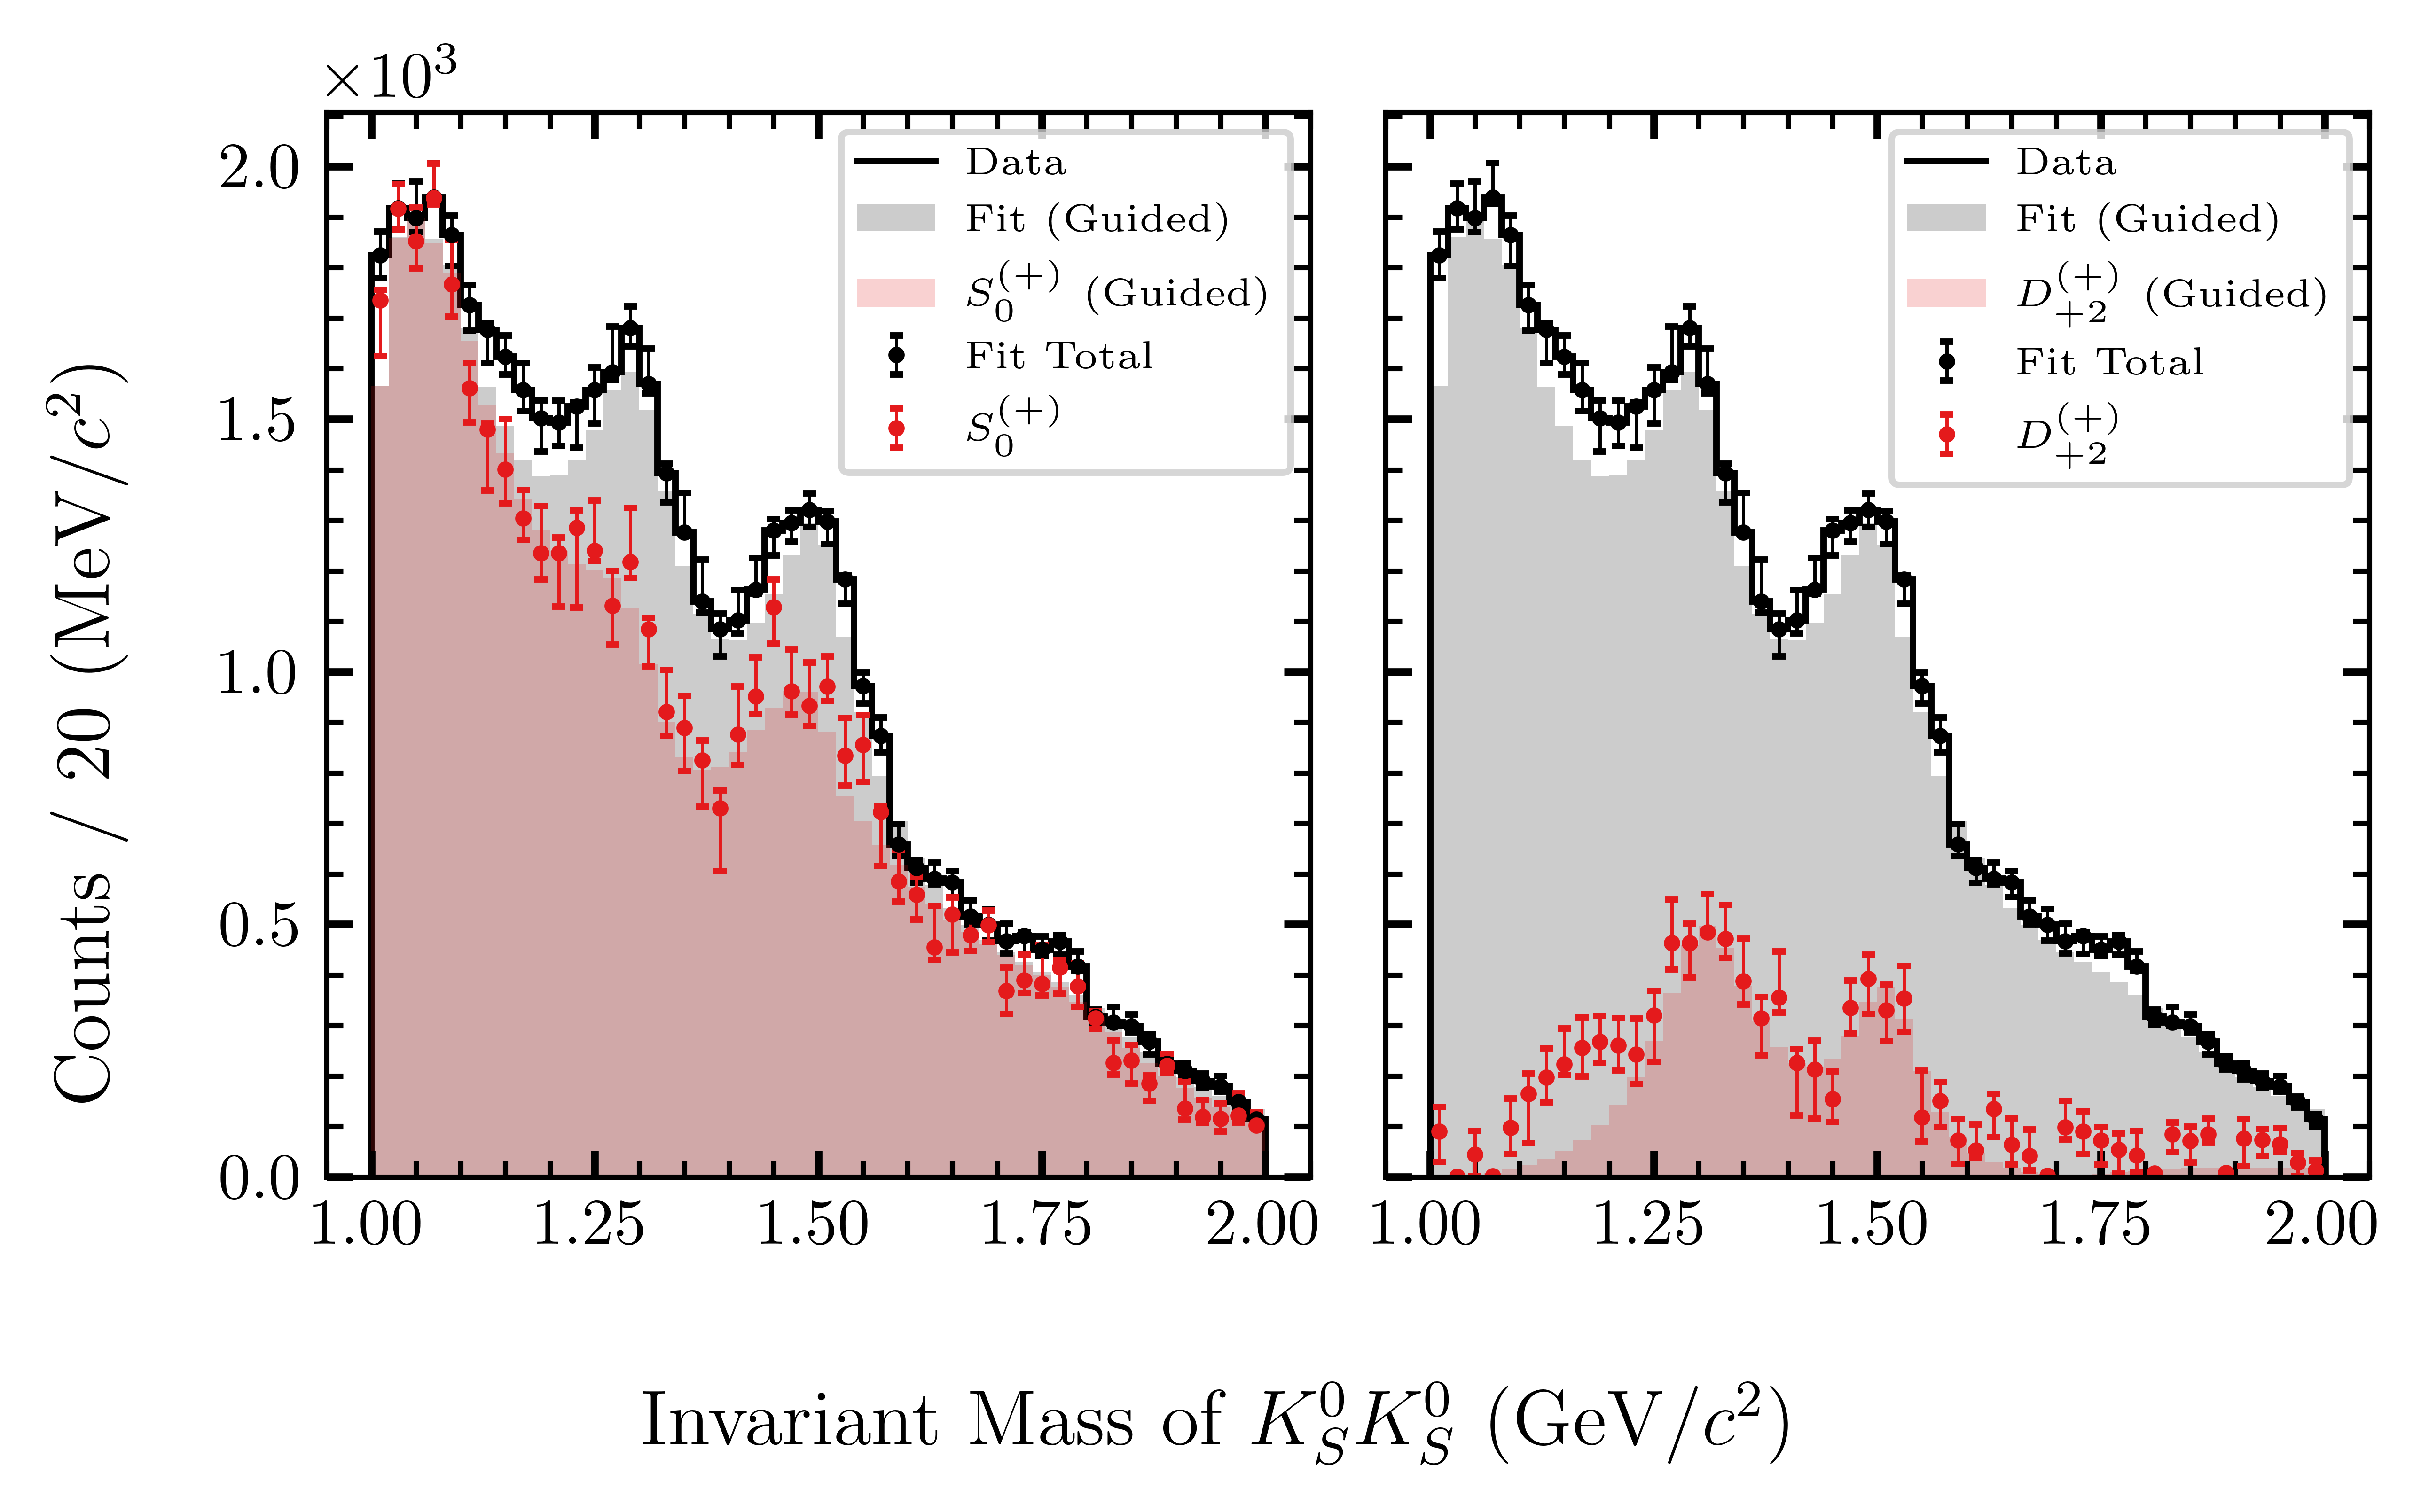 ×10³
Counts / 20 (MeV/c²)
2.0
1.5
1.0
0.5
0.0
Data
Fit (Guided)
S₀⁽⁺⁾ (Guided)
Fit Total
S₀⁽⁺⁾
1.00 1.25 1.50 1.75 2.00
Data
Fit (Guided)
D₊₂⁽⁺⁾ (Guided)
Fit Total
D₊₂⁽⁺⁾
1.00 1.25 1.50 1.75 2.00
Invariant Mass of K_S⁰K_S⁰ (GeV/c²)